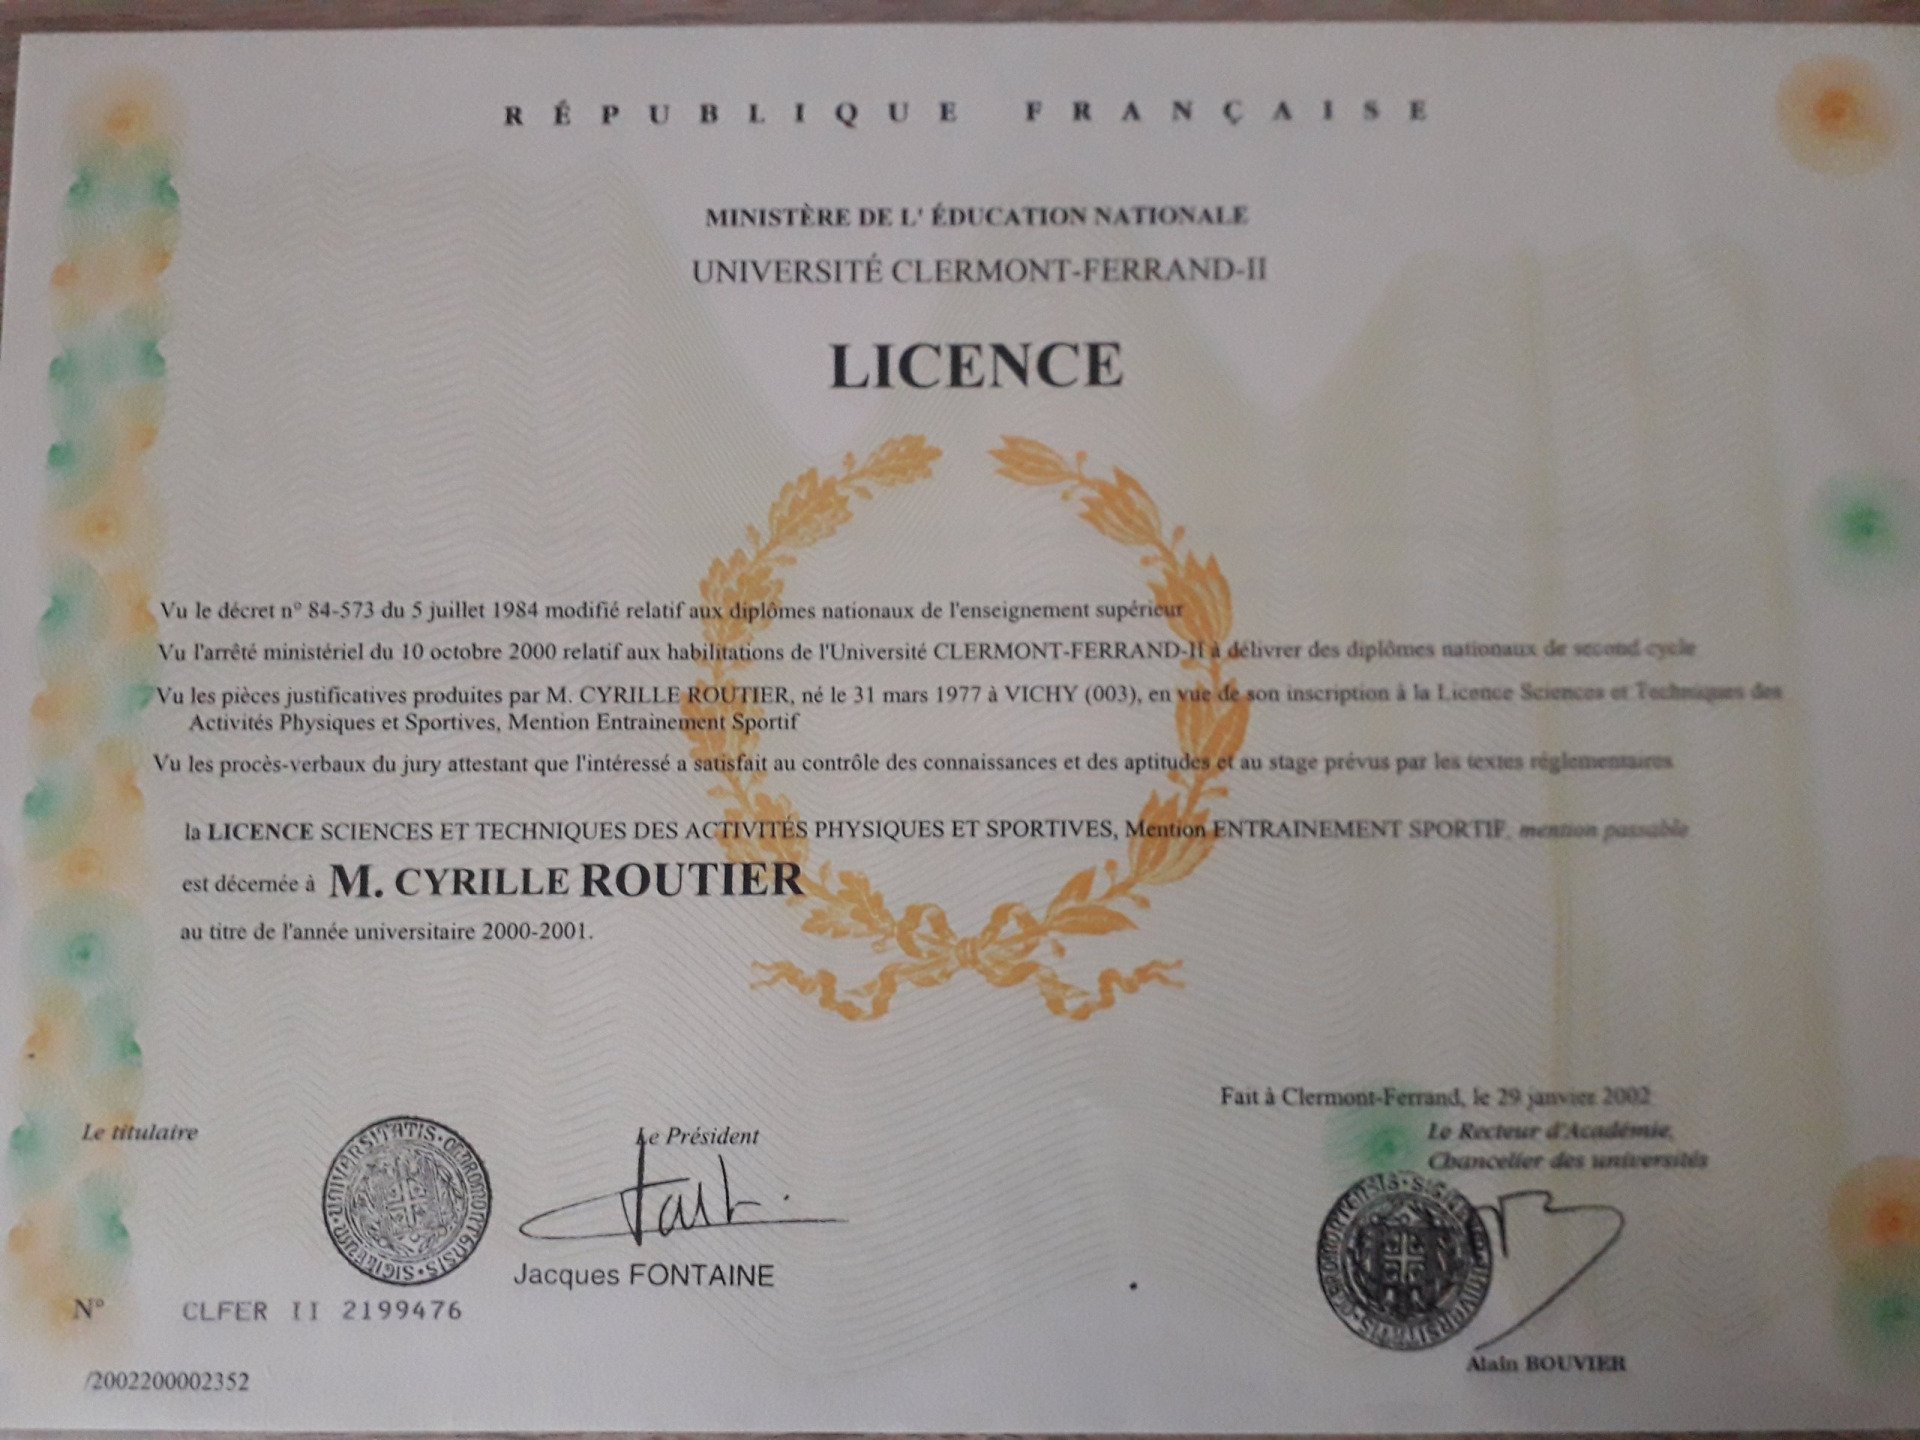 RÉPUBLIQUE FRANÇAISE
MINISTÈRE DE L' ÉDUCATION NATIONALE
UNIVERSITÉ CLERMONT-FERRAND-II
LICENCE
Vu le décret n° 84-573 du 5 juillet 1984 modifié relatif aux diplômes nationaux de l'enseignement supérieur
Vu l'arrêté ministériel du 10 octobre 2000 relatif aux habilitations de l'Université CLERMONT-FERRAND-II à délivrer des diplômes nationaux de second cycle
Vu les pièces justificatives produites par M. CYRILLE ROUTIER, né le 31 mars 1977 à VICHY (003), en vue de son inscription à la Licence Sciences et Techniques des
Activités Physiques et Sportives, Mention Entrainement Sportif
Vu les procès-verbaux du jury attestant que l'intéressé a satisfait au contrôle des connaissances et des aptitudes et au stage prévus par les textes réglementaires
la LICENCE SCIENCES ET TECHNIQUES DES ACTIVITÉS PHYSIQUES ET SPORTIVES, Mention ENTRAINEMENT SPORTIF, mention passable
est décernée à M. CYRILLE ROUTIER
au titre de l'année universitaire 2000-2001.
Fait à Clermont-Ferrand, le 29 janvier 2002
Le titulaire
Le Président
Le Recteur d'Académie,
Chancelier des universités
Jacques FONTAINE
N° CLFER II 2199476
Alain BOUVIER
/2002200002352